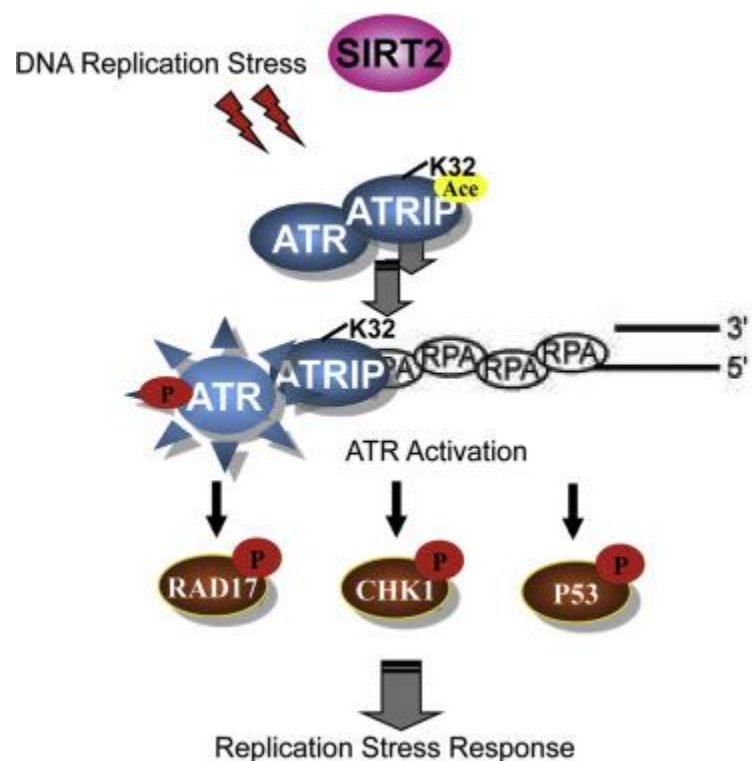 SIRT2
DNA Replication Stress
K32
Ace
ATRIP
ATR
K32
3'
RPA
RPA
RPA
PA
5'
ATRIP
P
ATR
ATR Activation
P
P
P
RAD17
CHK1
P53
Replication Stress Response